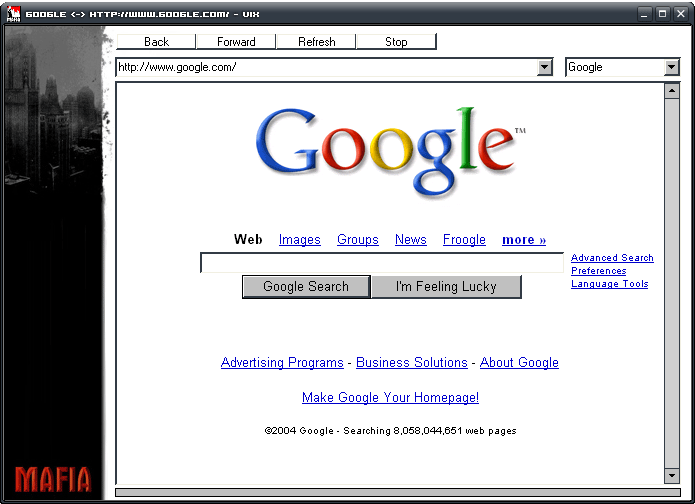 GOOGLE <-> HTTP://WWW.GOOGLE.COM/ - VIX
Back Forward Refresh Stop
http://www.google.com/ Google
Google™
Web Images Groups News Froogle more »
Advanced Search
Preferences
Language Tools
Google Search I'm Feeling Lucky
Advertising Programs - Business Solutions - About Google
Make Google Your Homepage!
©2004 Google - Searching 8,058,044,651 web pages
MAFIA